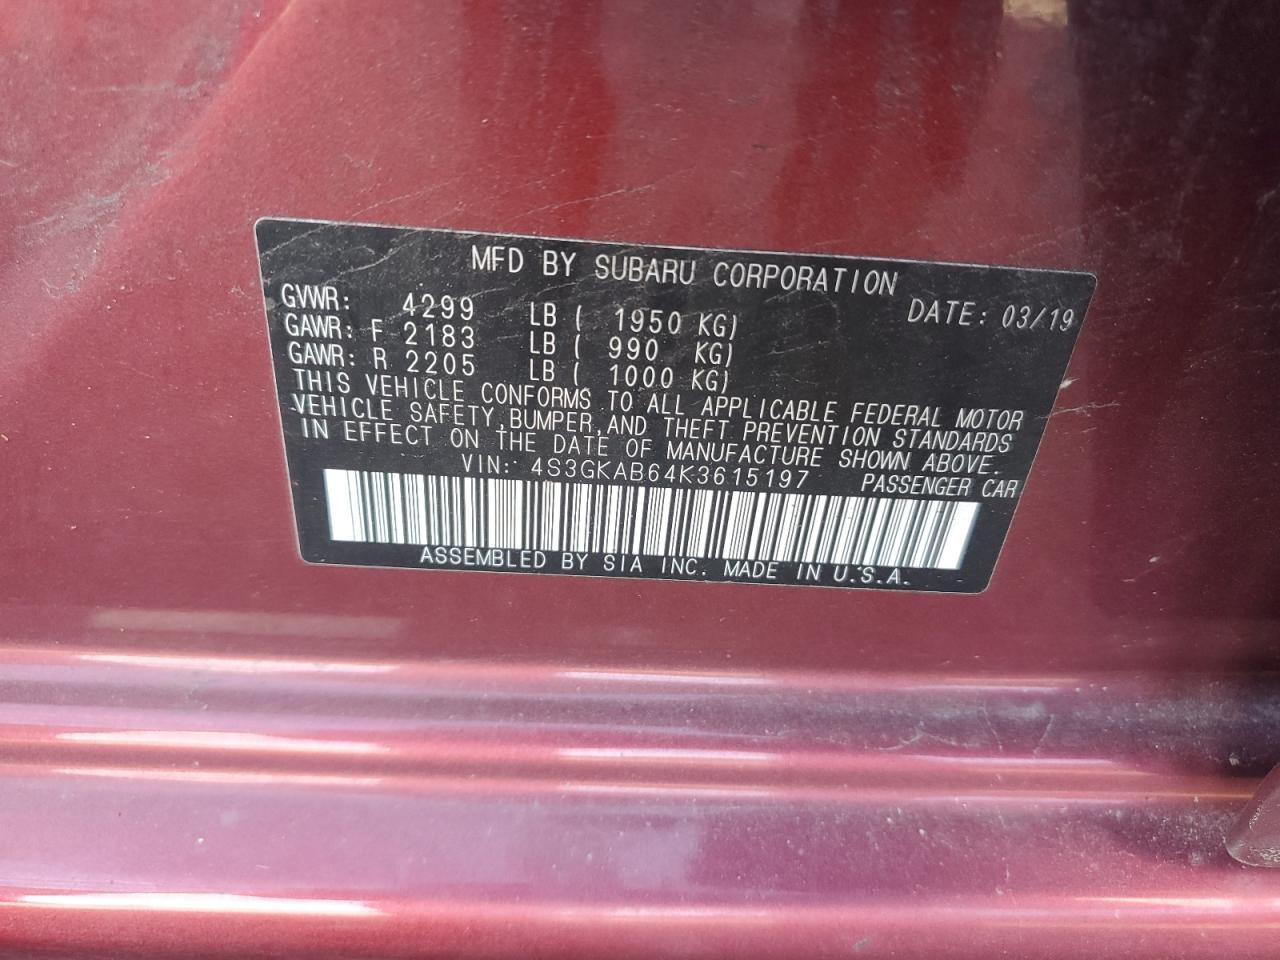 MFD BY SUBARU CORPORATION
GVWR: 4299 LB ( 1950 KG) DATE: 03/19
GAWR: F 2183 LB ( 990 KG)
GAWR: R 2205 LB ( 1000 KG)
THIS VEHICLE CONFORMS TO ALL APPLICABLE FEDERAL MOTOR
VEHICLE SAFETY, BUMPER, AND THEFT PREVENTION STANDARDS
IN EFFECT ON THE DATE OF MANUFACTURE SHOWN ABOVE.
VIN: 4S3GKAB64K3615197 PASSENGER CAR
ASSEMBLED BY SIA INC. MADE IN U.S.A.